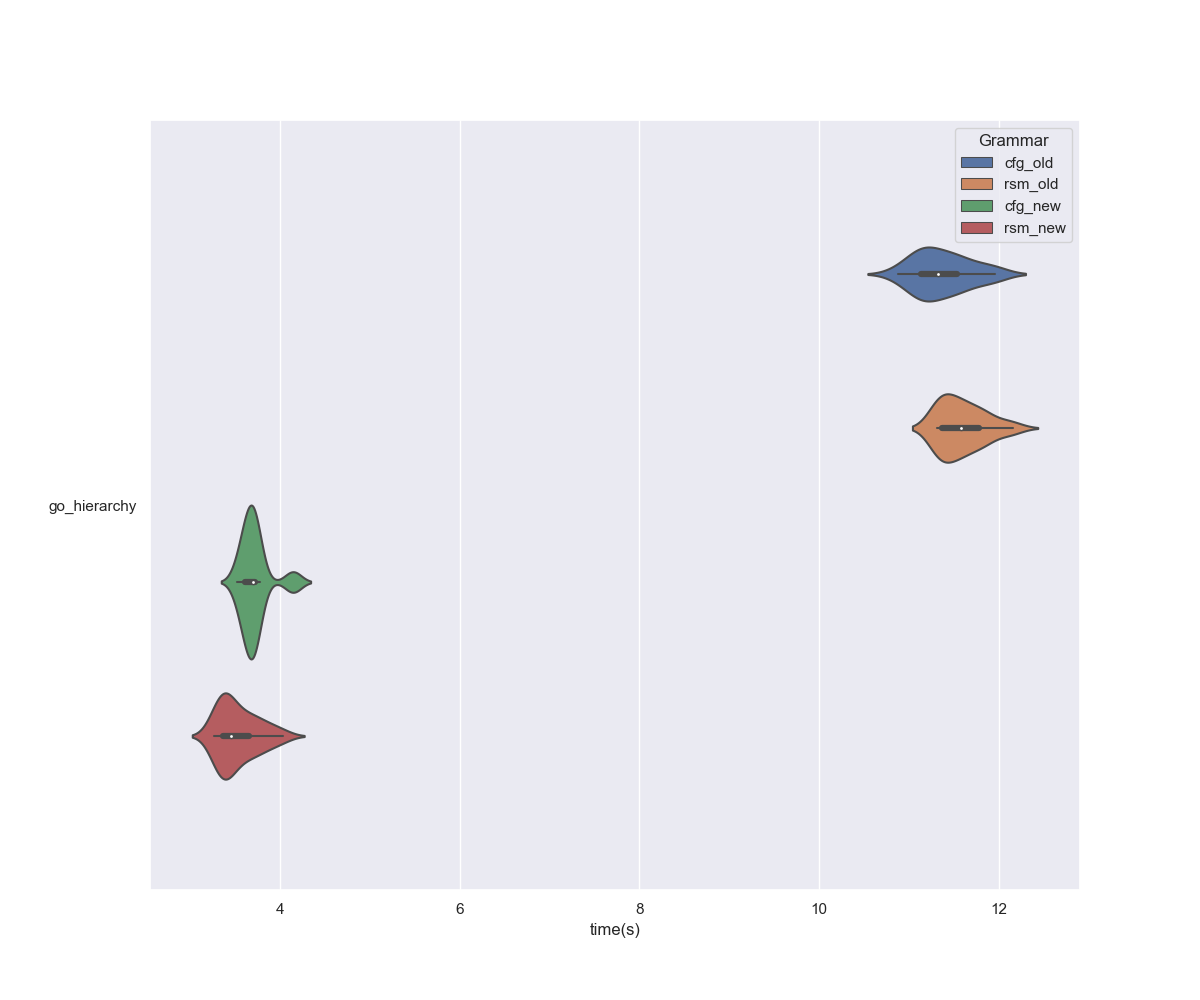 Grammar
cfg_old
rsm_old
cfg_new
rsm_new
go_hierarchy
4 6 8 10 12
time(s)